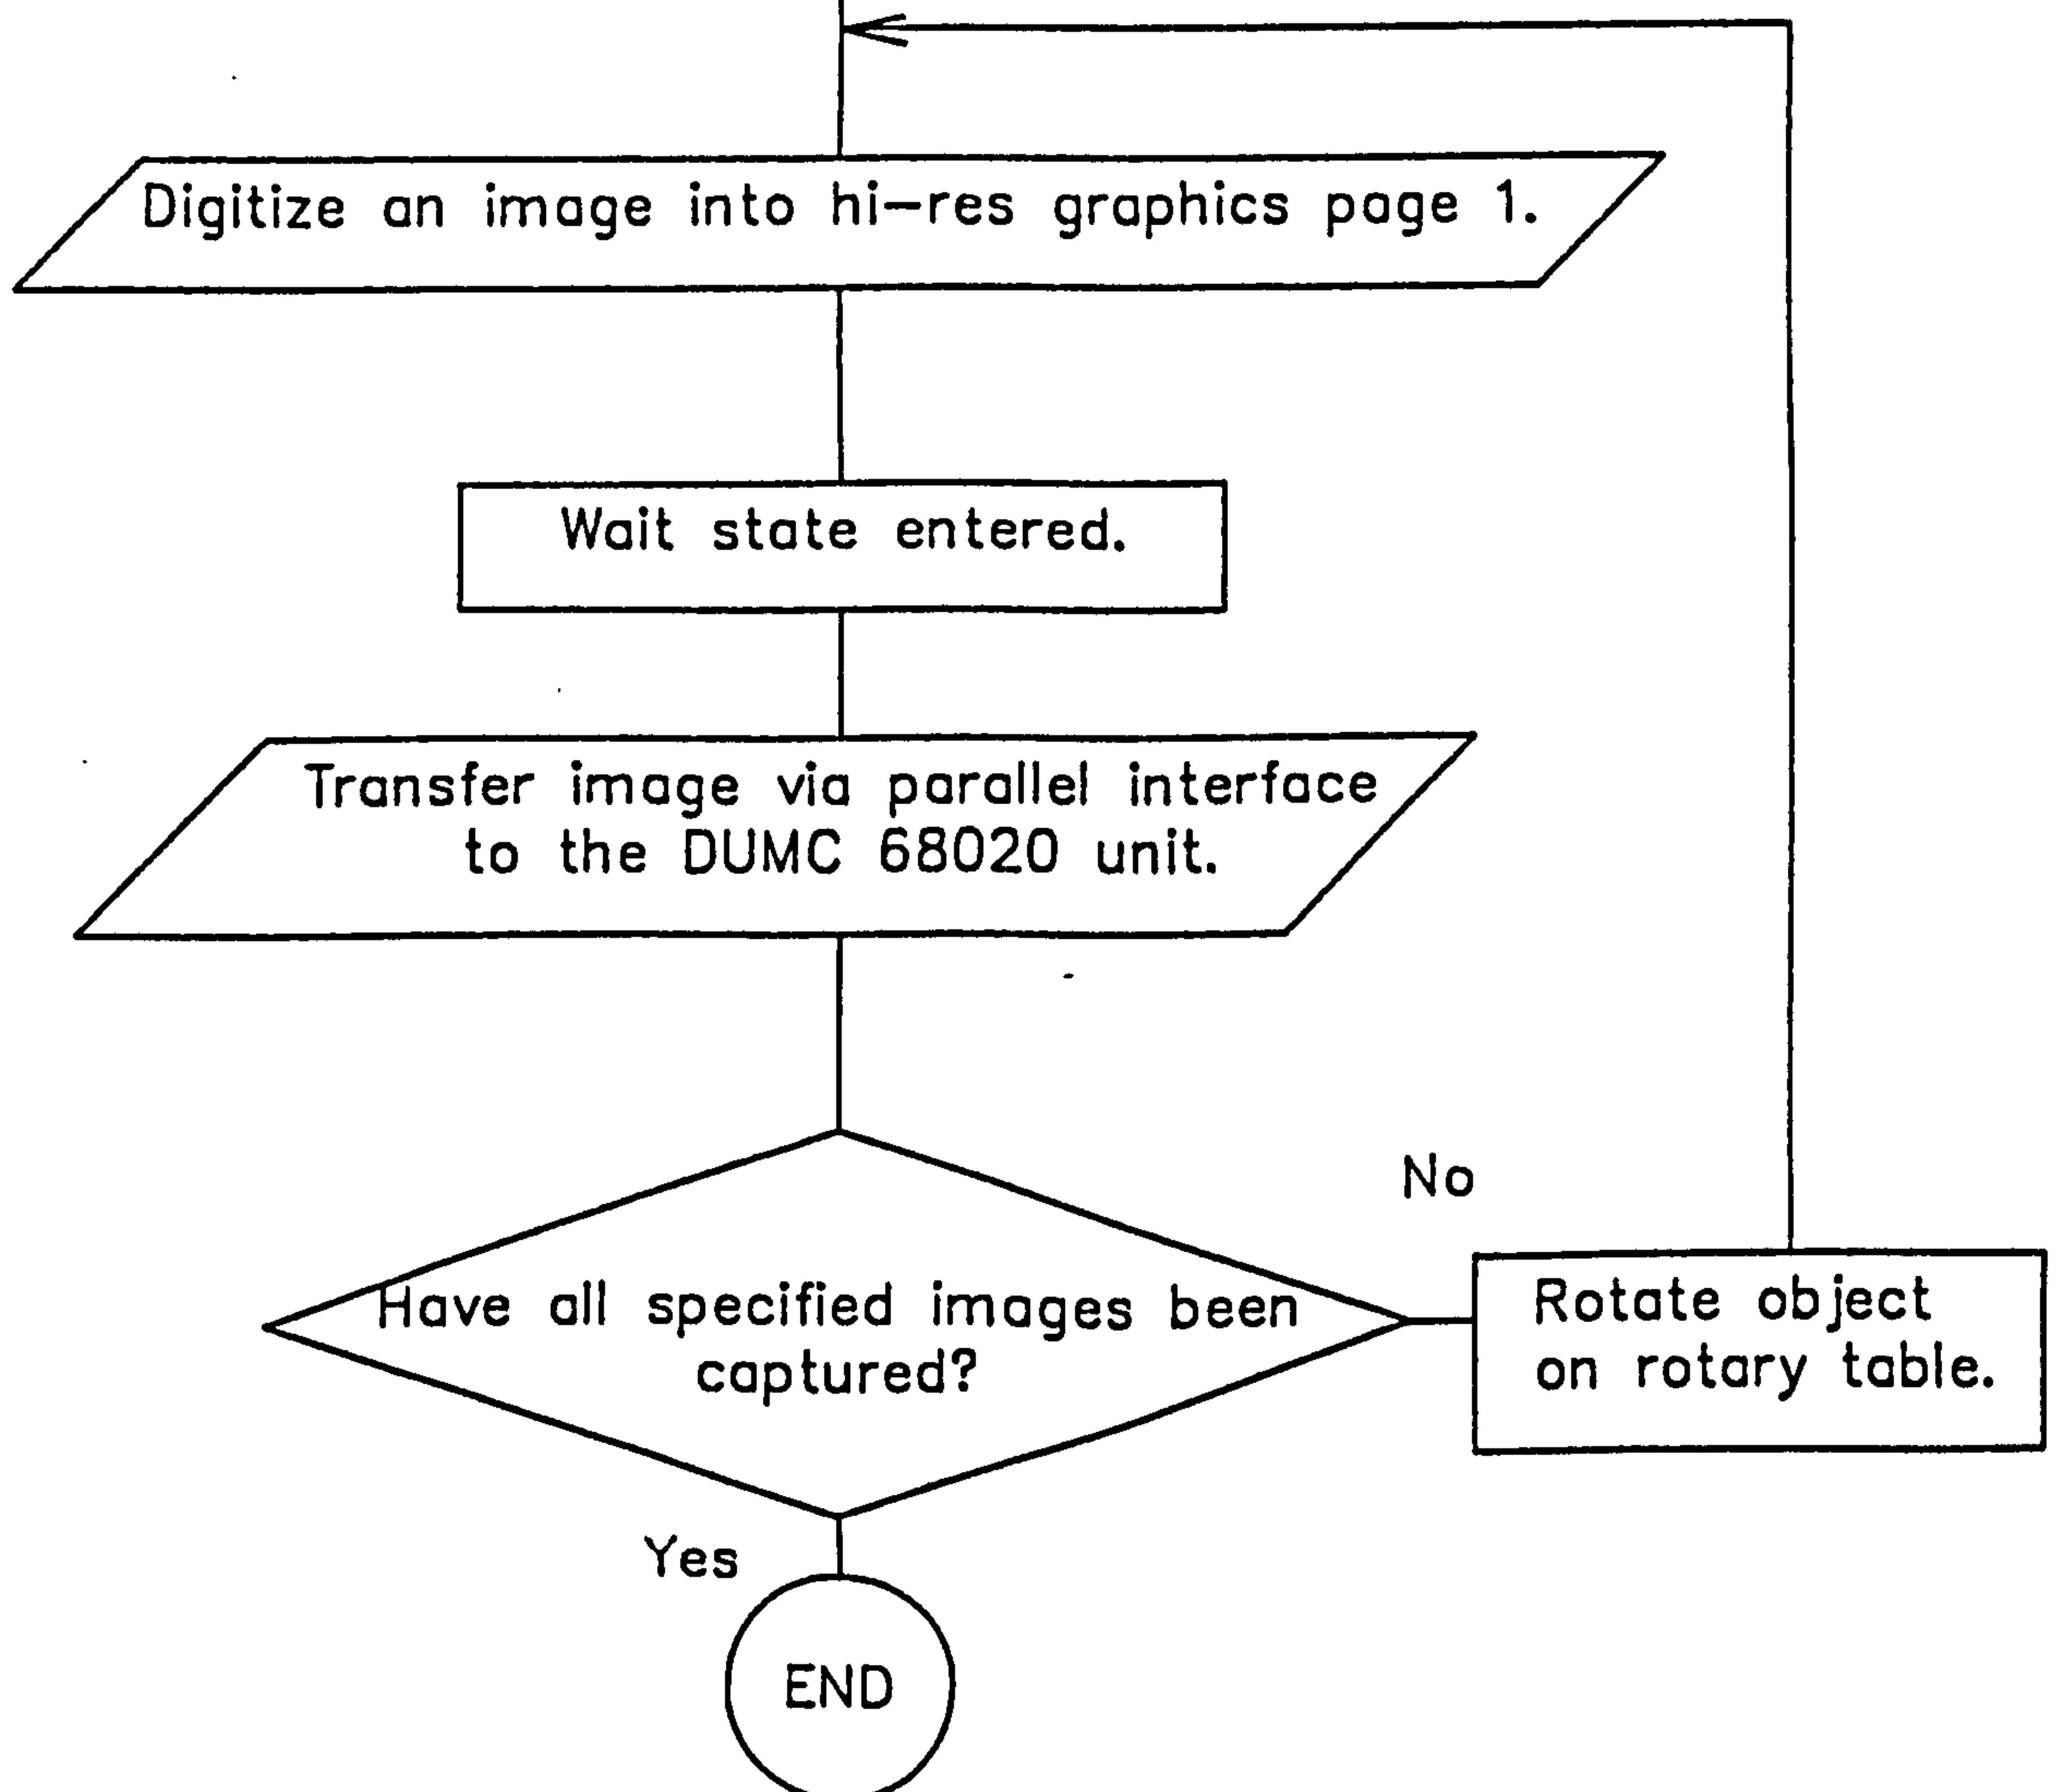 Digitize an image into hi-res graphics page 1.
Wait state entered.
Transfer image via parallel interface
to the DUMC 68020 unit.
No
Have all specified images been
captured?
Rotate object
on rotary table.
Yes
END